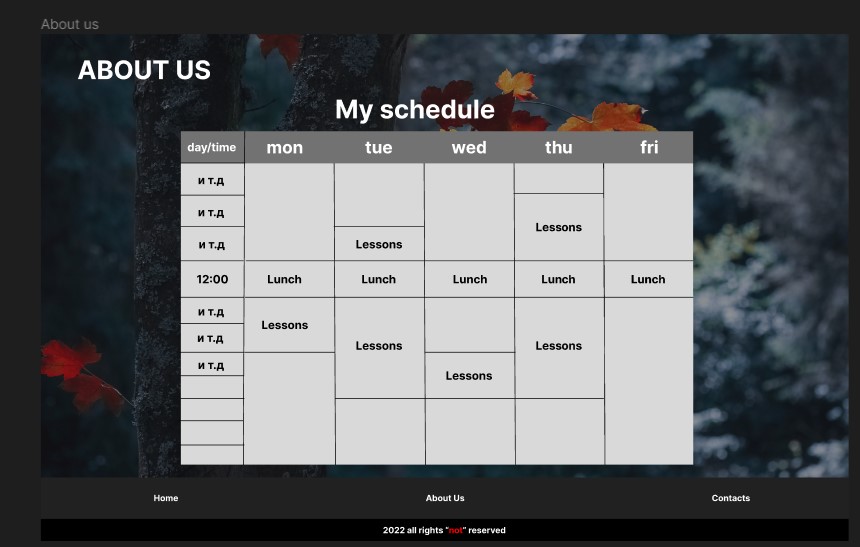 About us
ABOUT US
My schedule
day/time mon tue wed thu fri
и т.д
и т.д
Lessons
и т.д Lessons
12:00 Lunch Lunch Lunch Lunch Lunch
и т.д
Lessons
и т.д
Lessons Lessons
и т.д
Lessons
Home About Us Contacts
2022 all rights “not” reserved